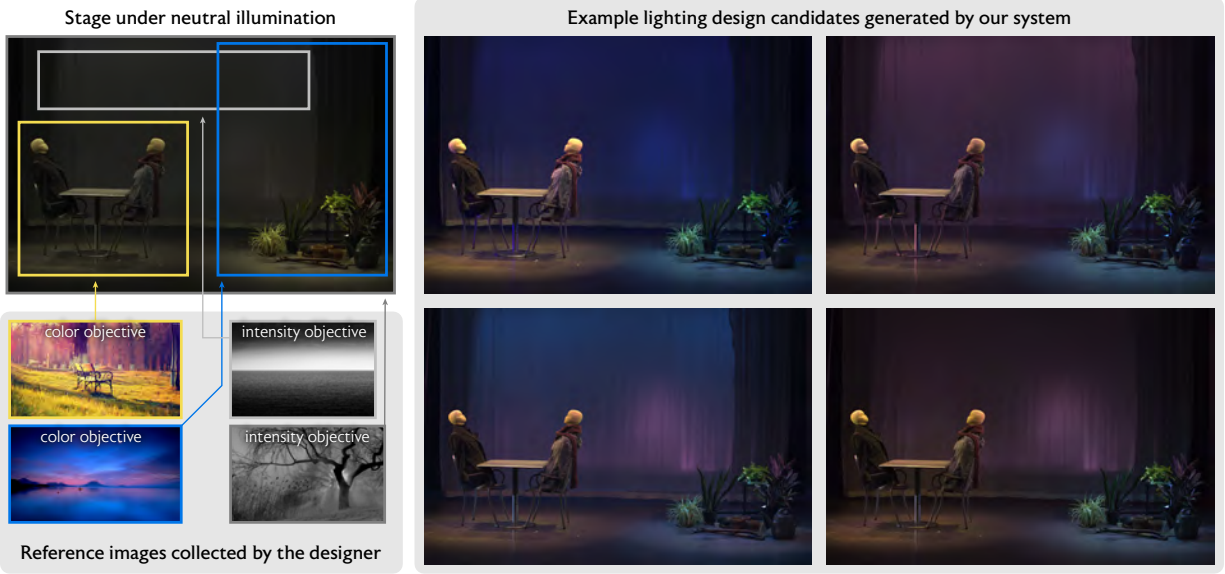 Stage under neutral illumination
Example lighting design candidates generated by our system
color objective
intensity objective
color objective
intensity objective
Reference images collected by the designer